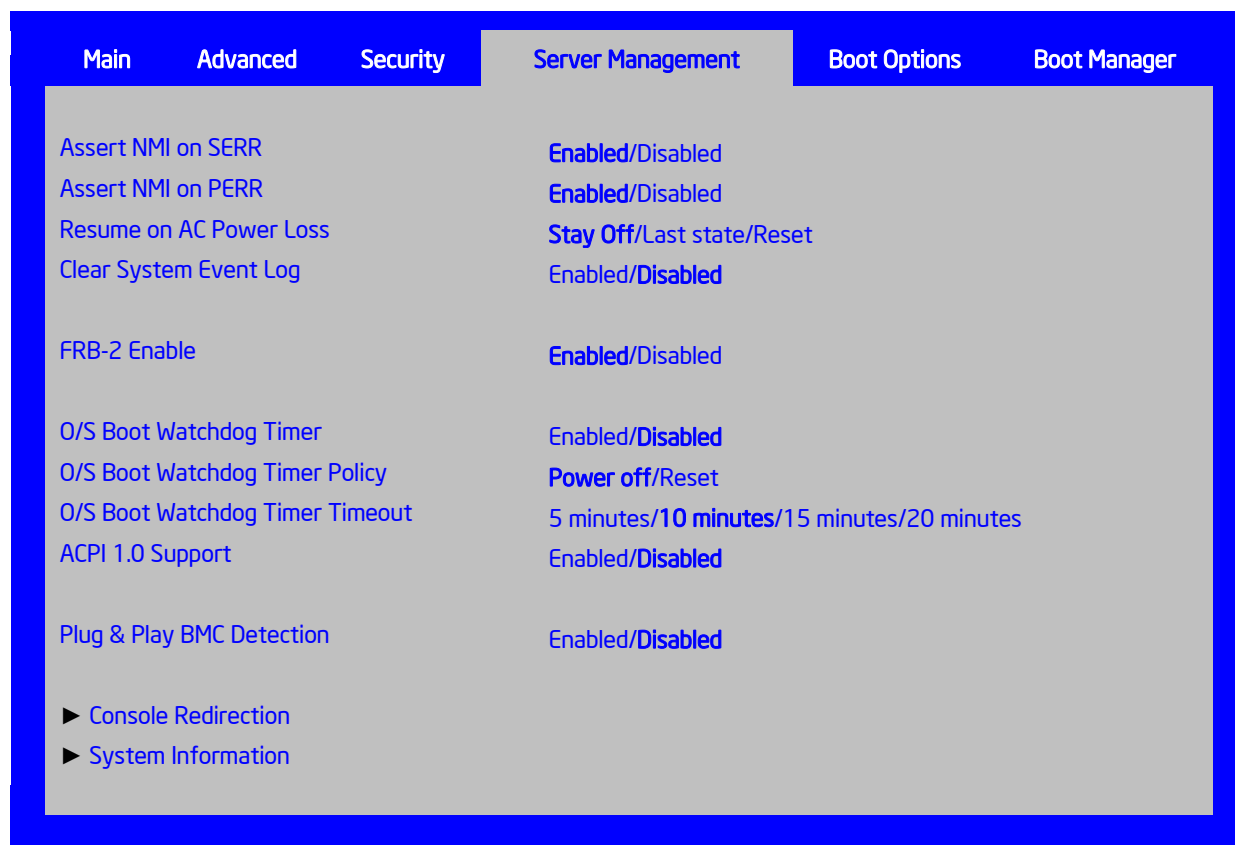 Main Advanced Security Server Management Boot Options Boot Manager
Assert NMI on SERR Enabled/Disabled
Assert NMI on PERR Enabled/Disabled
Resume on AC Power Loss Stay Off/Last state/Reset
Clear System Event Log Enabled/Disabled
FRB-2 Enable Enabled/Disabled
O/S Boot Watchdog Timer Enabled/Disabled
O/S Boot Watchdog Timer Policy Power off/Reset
O/S Boot Watchdog Timer Timeout 5 minutes/10 minutes/15 minutes/20 minutes
ACPI 1.0 Support Enabled/Disabled
Plug & Play BMC Detection Enabled/Disabled
► Console Redirection
► System Information